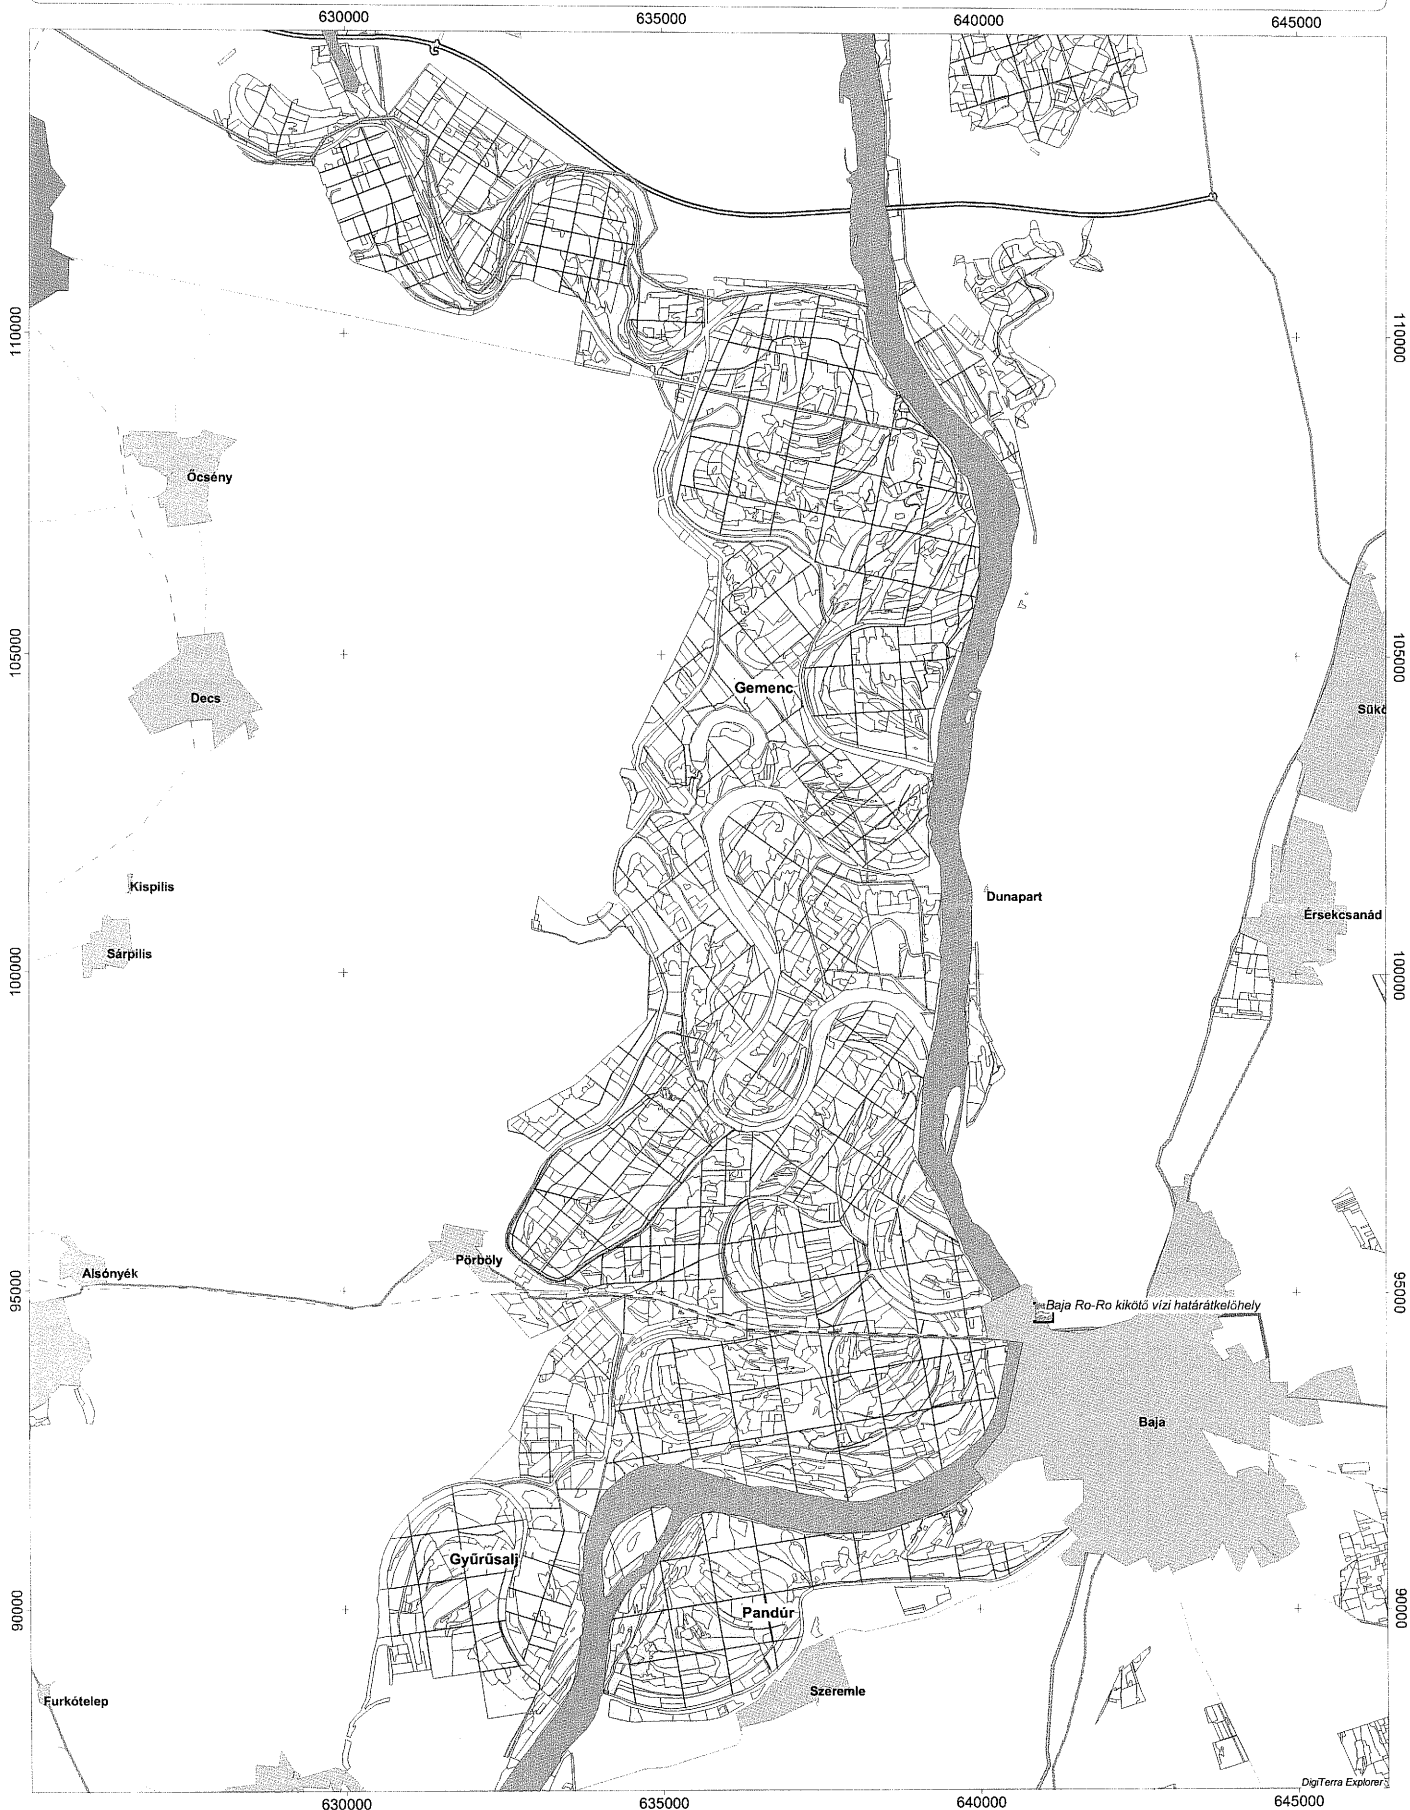 630000
635000
640000
645000
110000
110000
Őcsény
105000
105000
Decs
Gemenc
Sükö
Kispilis
Dunapart
Érsekcsanád
Sárpilis
100000
100000
Pörböly
Alsónyék
95000
95000
Baja Ro-Ro kikötő vízi határátkelőhely
Baja
Gyűrűsalj
90000
90000
Pandúr
Szeremle
Furkótelep
DigiTerra Explorer
630000
635000
640000
645000